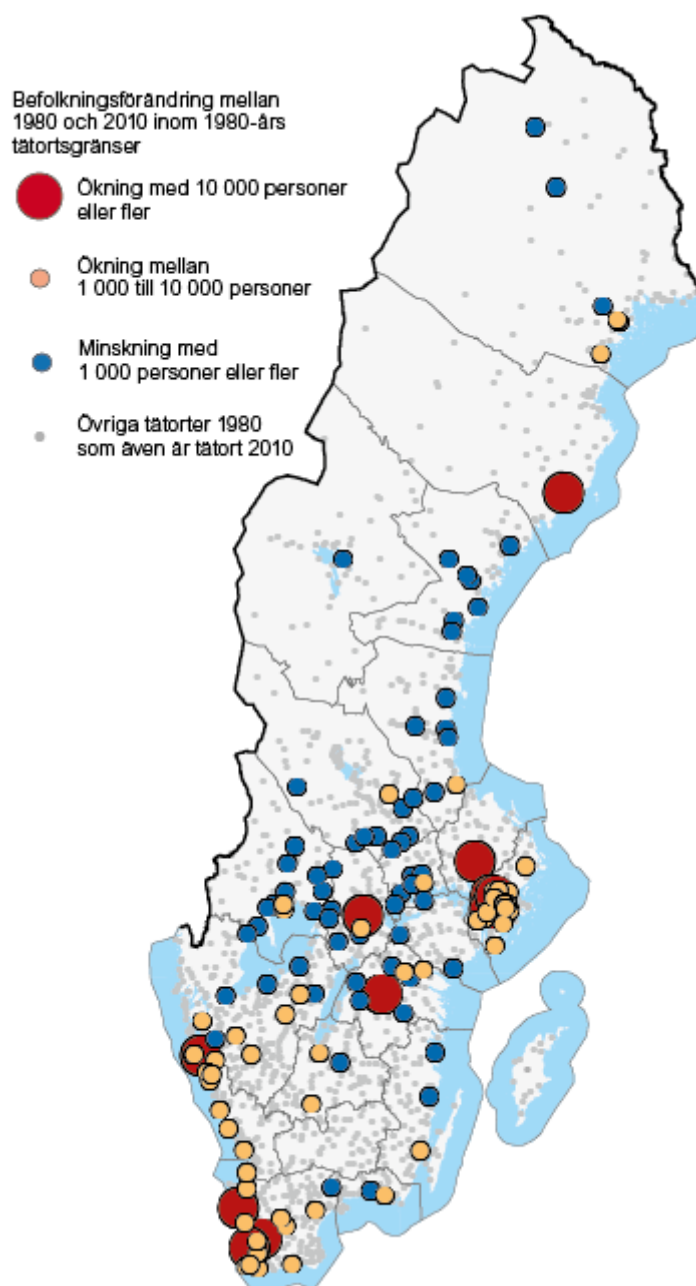 Befolkningsförändring mellan
1980 och 2010 inom 1980-års
tätortsgränser
Ökning med 10 000 personer
eller fler
Ökning mellan
1 000 till 10 000 personer
Minskning med
1 000 personer eller fler
Övriga tätorter 1980
som även är tätort 2010